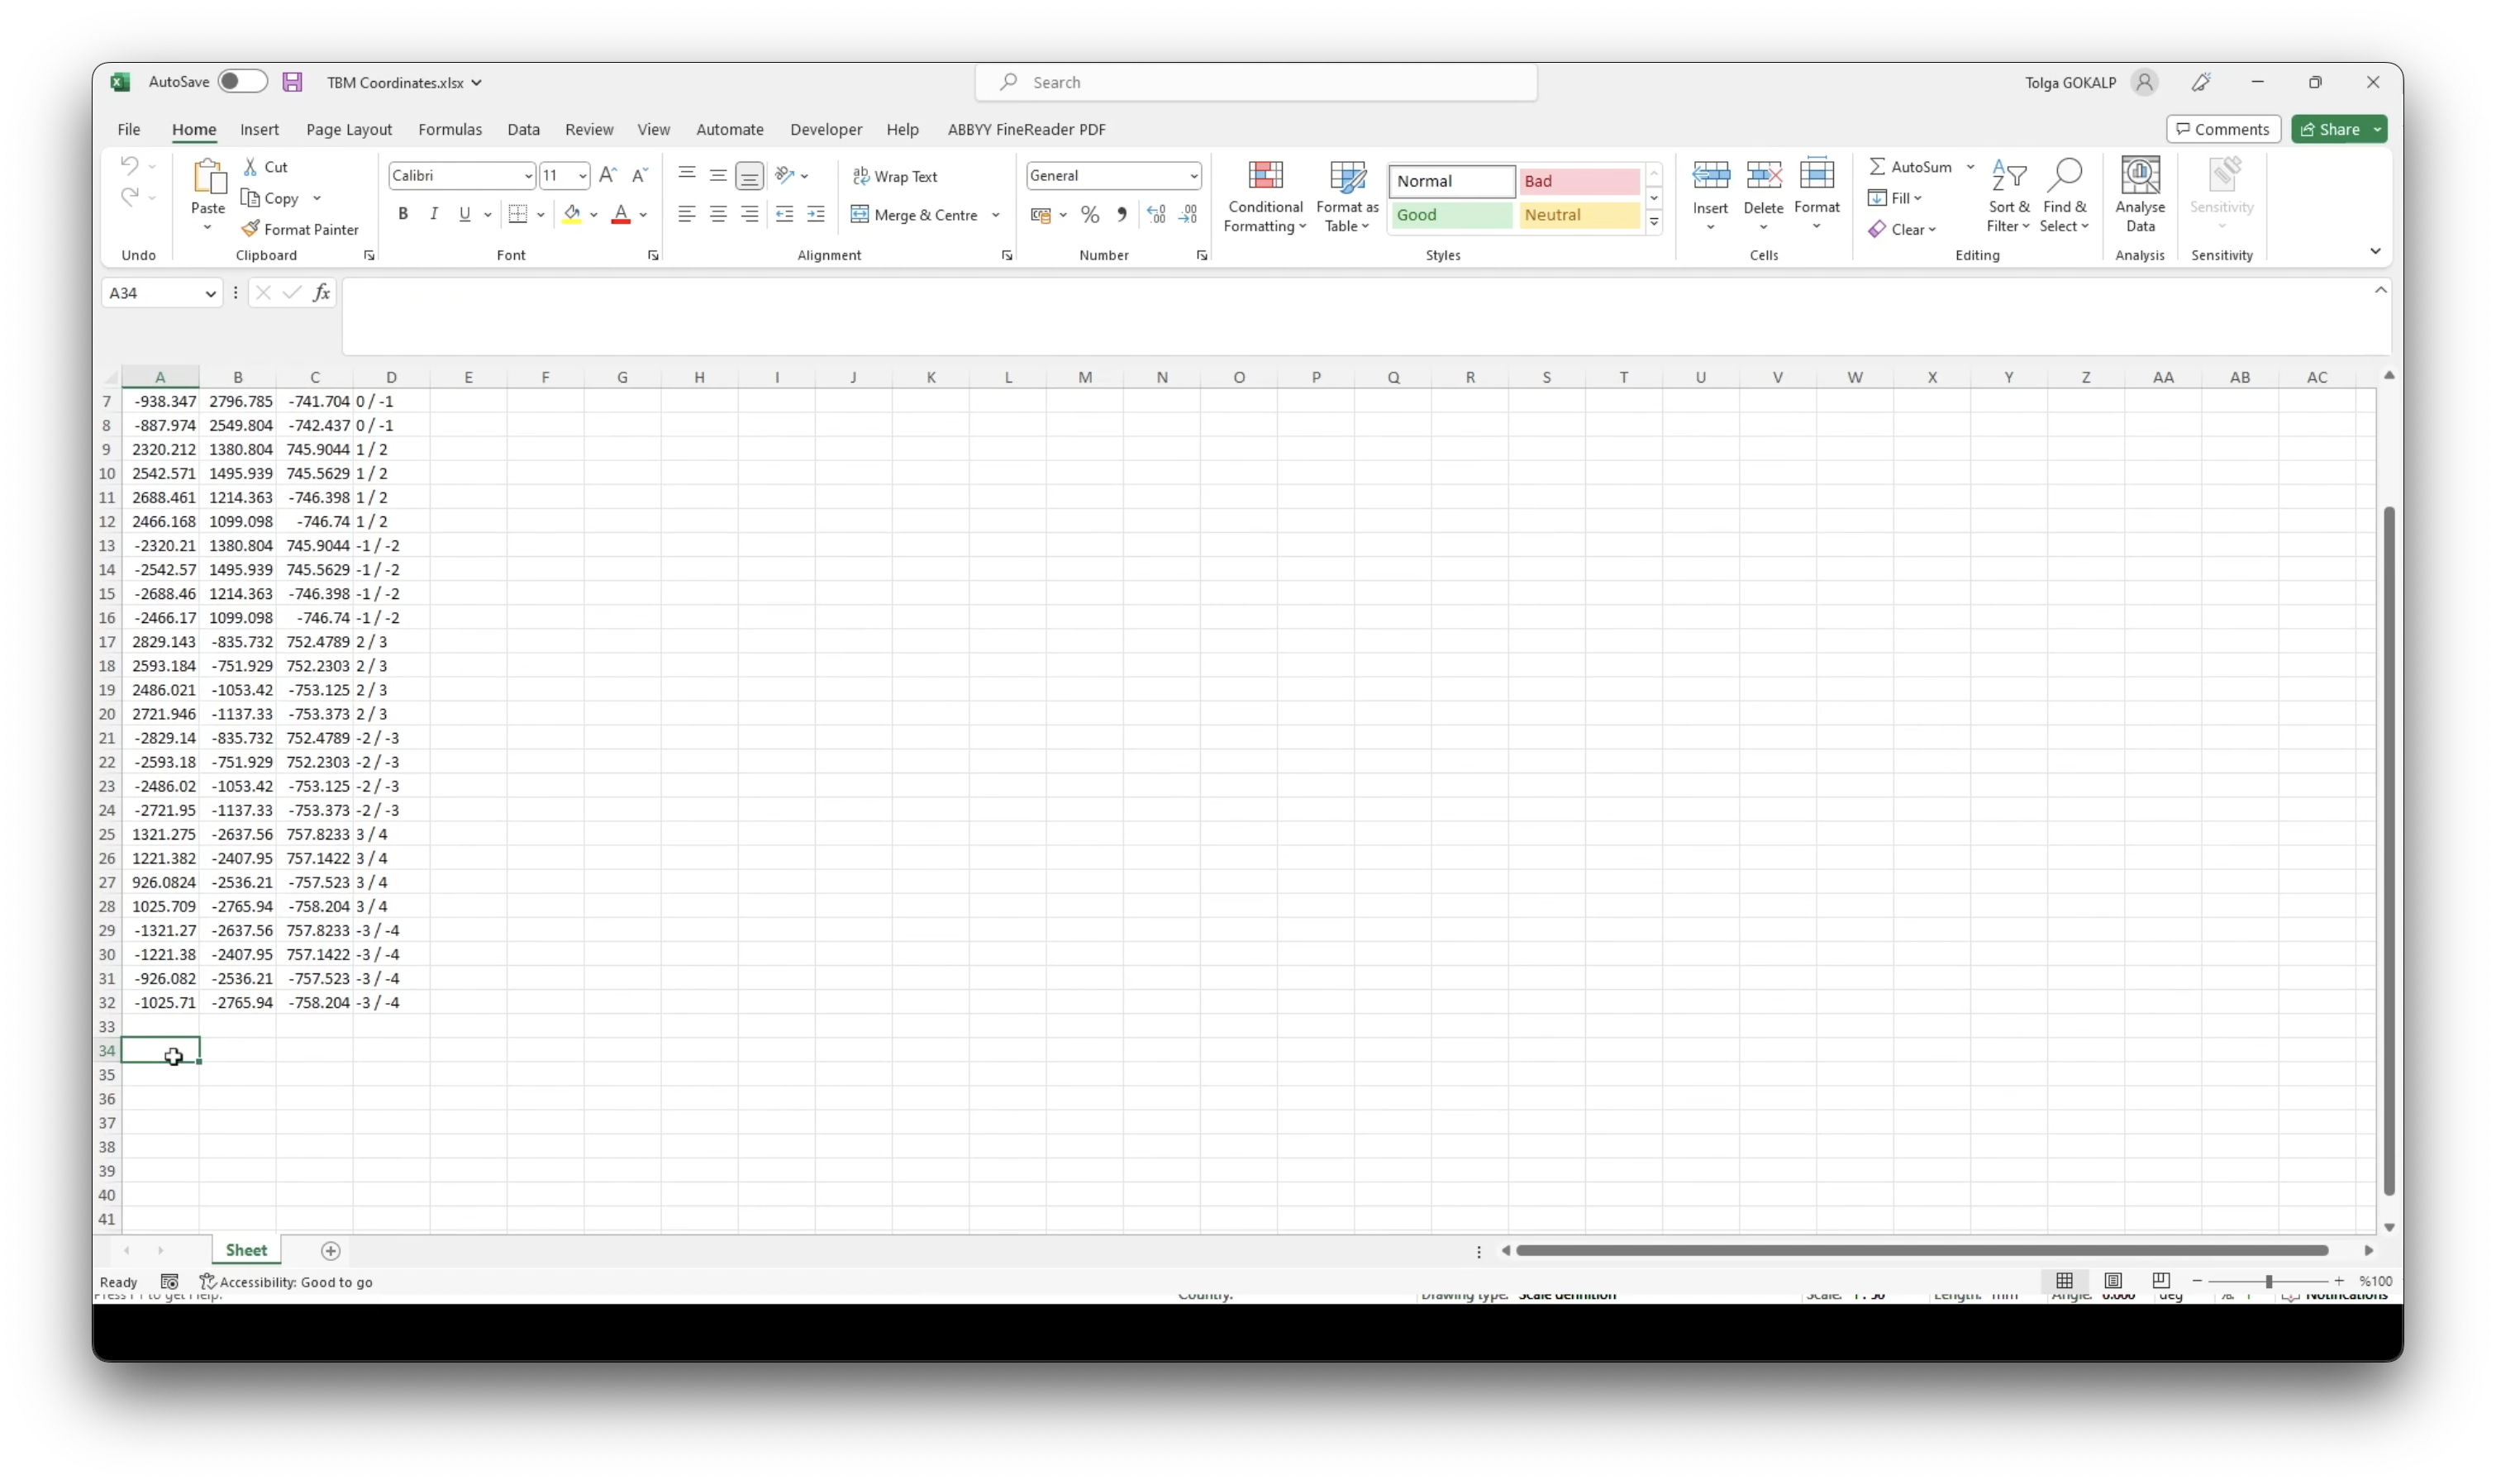 AutoSave TBM Coordinates.xlsx Search Tolga GOKALP
File Home Insert Page Layout Formulas Data Review View Automate Developer Help ABBYY FineReader PDF Comments Share
Cut
Copy
Format Painter
Paste
Undo Clipboard
Calibri 11
B I U A
Font
Wrap Text
Merge & Centre
Alignment
General
% 
Number
Conditional Formatting
Format as Table
Normal Bad
Good Neutral
Styles
Insert Delete Format
Cells
AutoSum
Fill
Clear
Sort & Filter
Find & Select
Editing
Analyse Data
Analysis
Sensitivity
Sensitivity
A34 fx
A B C D E F G H I J K L M N O P Q R S T U V W X Y Z AA AB AC
7 -938.347 2796.785 -741.704 0 / -1
8 -887.974 2549.804 -742.437 0 / -1
9 2320.212 1380.804 745.9044 1 / 2
10 2542.571 1495.939 745.5629 1 / 2
11 2688.461 1214.363 -746.398 1 / 2
12 2466.168 1099.098 -746.74 1 / 2
13 -2320.21 1380.804 745.9044 -1 / -2
14 -2542.57 1495.939 745.5629 -1 / -2
15 -2688.46 1214.363 -746.398 -1 / -2
16 -2466.17 1099.098 -746.74 -1 / -2
17 2829.143 -835.732 752.4789 2 / 3
18 2593.184 -751.929 752.2303 2 / 3
19 2486.021 -1053.42 -753.125 2 / 3
20 2721.946 -1137.33 -753.373 2 / 3
21 -2829.14 -835.732 752.4789 -2 / -3
22 -2593.18 -751.929 752.2303 -2 / -3
23 -2486.02 -1053.42 -753.125 -2 / -3
24 -2721.95 -1137.33 -753.373 -2 / -3
25 1321.275 -2637.56 757.8233 3 / 4
26 1221.382 -2407.95 757.1422 3 / 4
27 926.0824 -2536.21 -757.523 3 / 4
28 1025.709 -2765.94 -758.204 3 / 4
29 -1321.27 -2637.56 757.8233 -3 / -4
30 -1221.38 -2407.95 757.1422 -3 / -4
31 -926.082 -2536.21 -757.523 -3 / -4
32 -1025.71 -2765.94 -758.204 -3 / -4
33
34
35
36
37
38
39
40
41
Sheet
Ready Accessibility: Good to go %100